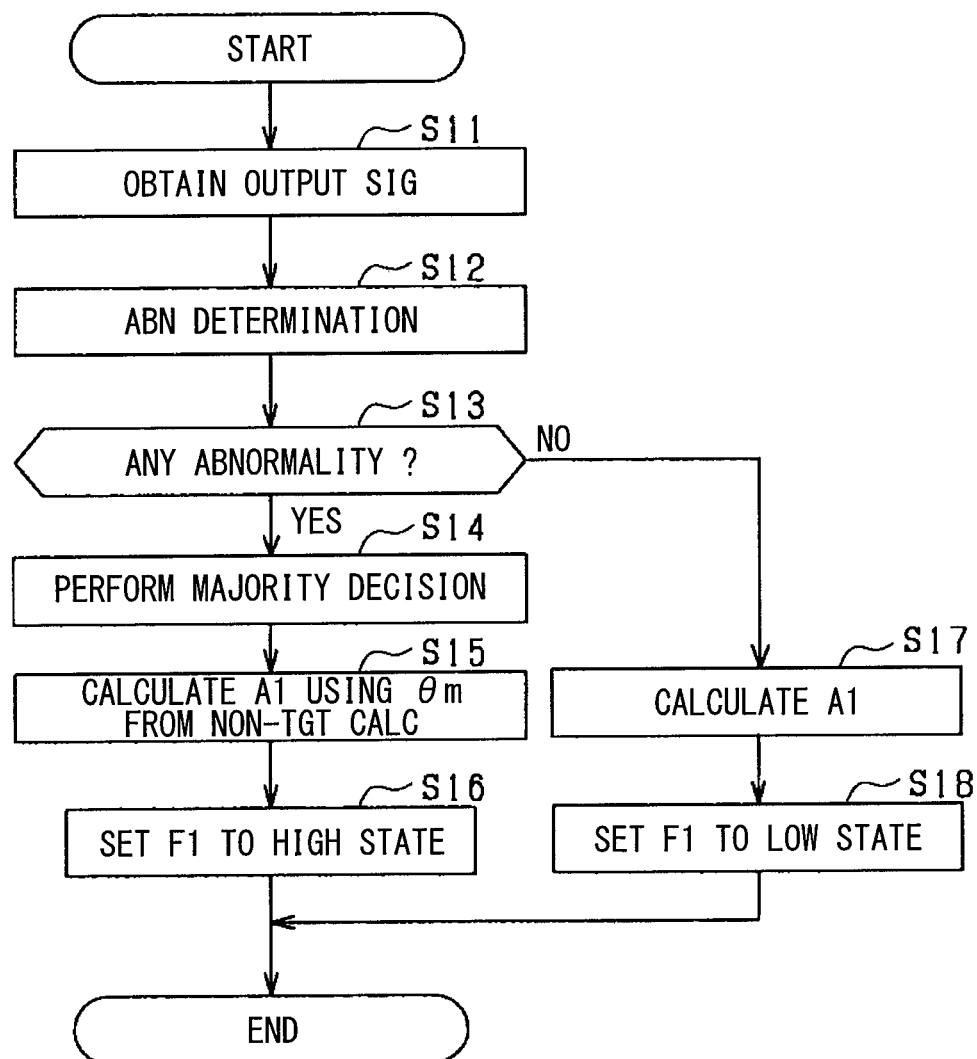 START
S11
OBTAIN OUTPUT SIG
S12
ABN DETERMINATION
S13
ANY ABNORMALITY ?
NO
YES
S14
PERFORM MAJORITY DECISION
S15
CALCULATE A1 USING θm
FROM NON-TGT CALC
S17
CALCULATE A1
S16
SET F1 TO HIGH STATE
S18
SET F1 TO LOW STATE
END